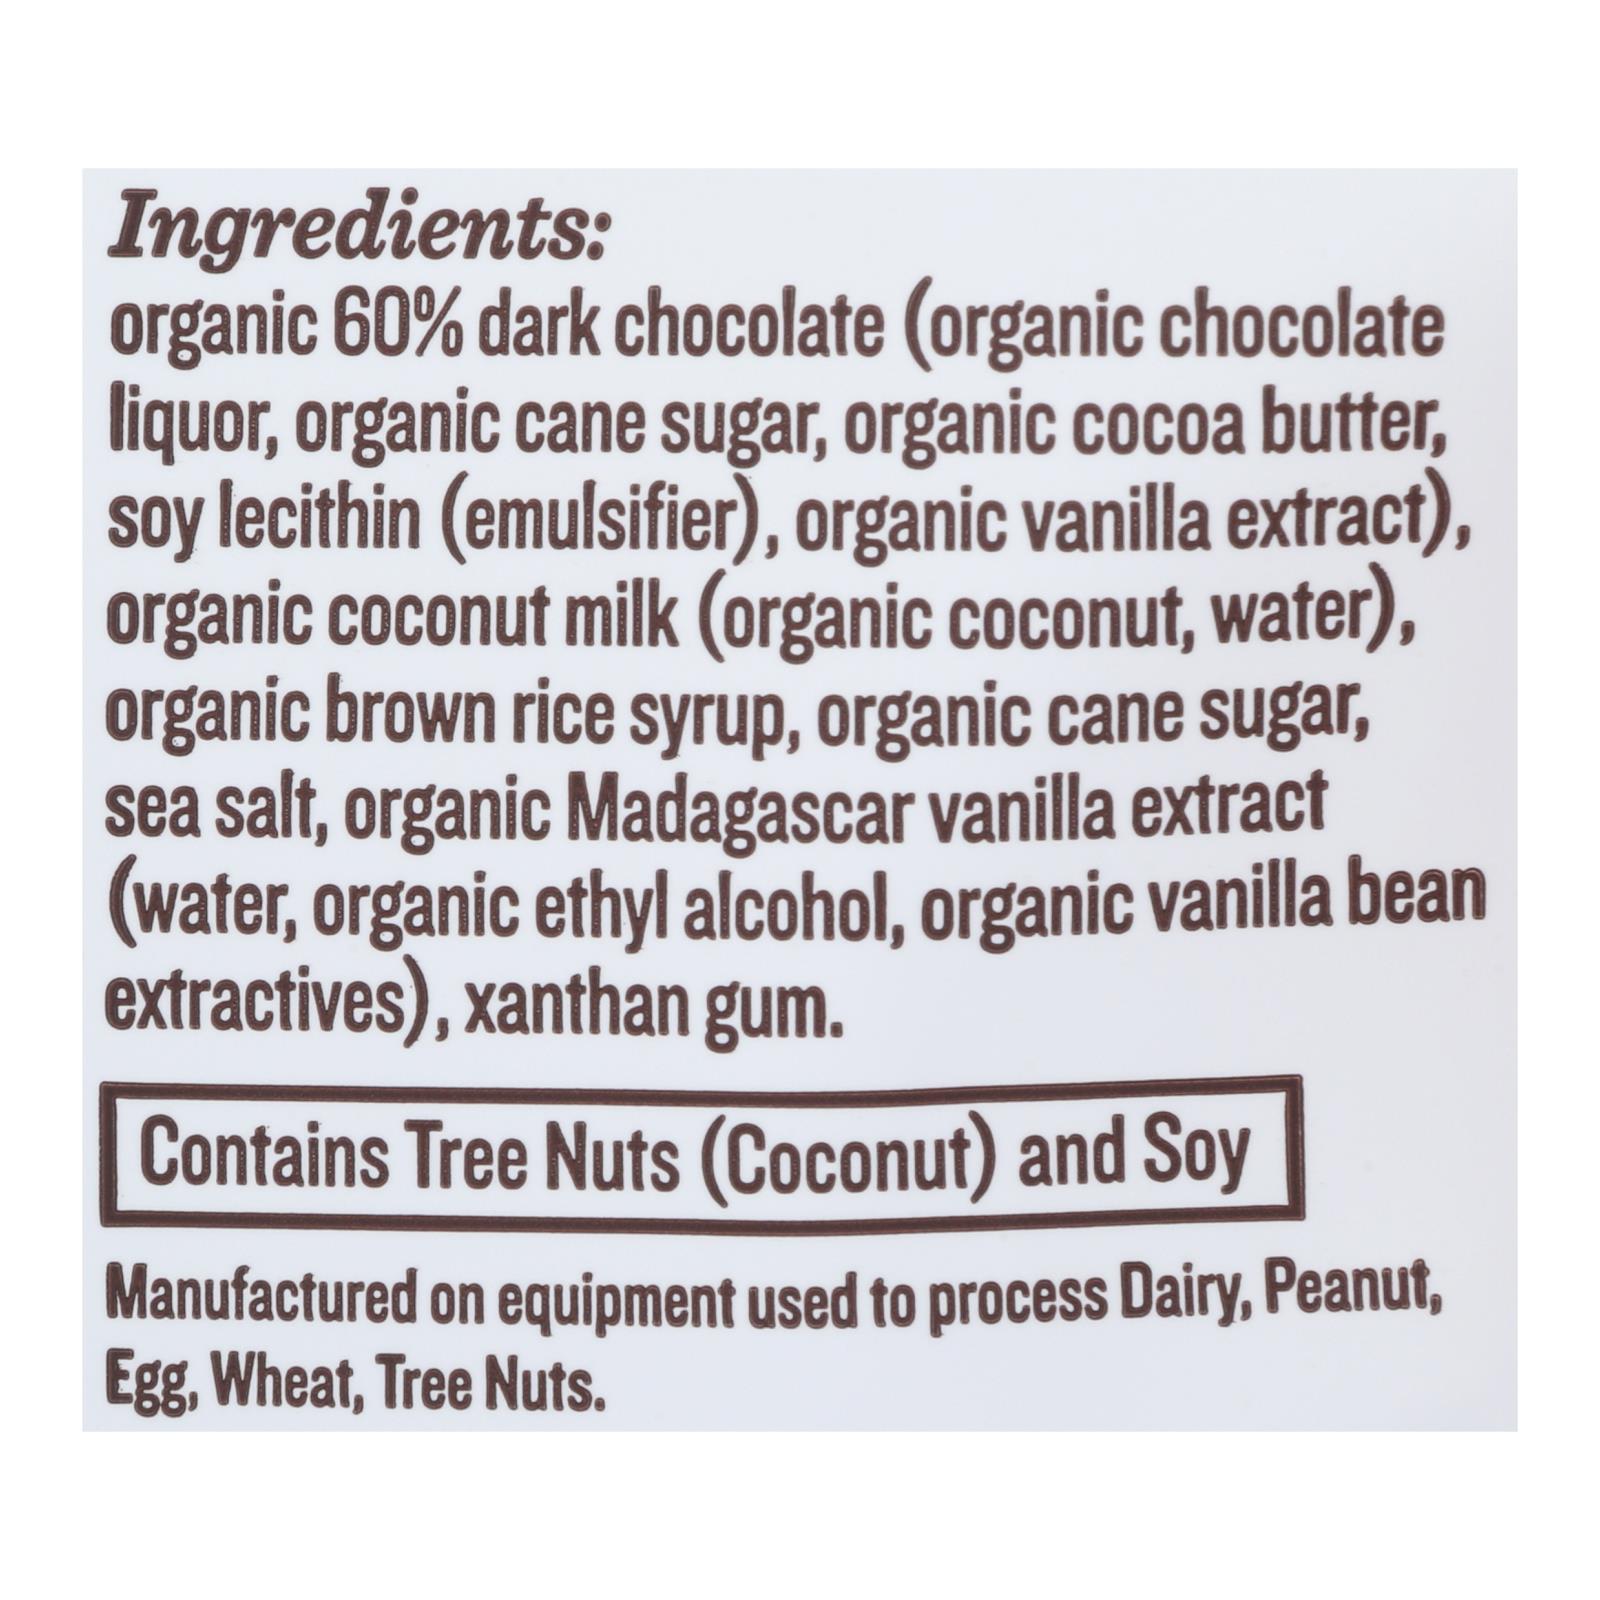 Ingredients:
organic 60% dark chocolate (organic chocolate
liquor, organic cane sugar, organic cocoa butter,
soy lecithin (emulsifier), organic vanilla extract),
organic coconut milk (organic coconut, water),
organic brown rice syrup, organic cane sugar,
sea salt, organic Madagascar vanilla extract
(water, organic ethyl alcohol, organic vanilla bean
extractives), xanthan gum.
Contains Tree Nuts (Coconut) and Soy
Manufactured on equipment used to process Dairy, Peanut,
Egg, Wheat, Tree Nuts.